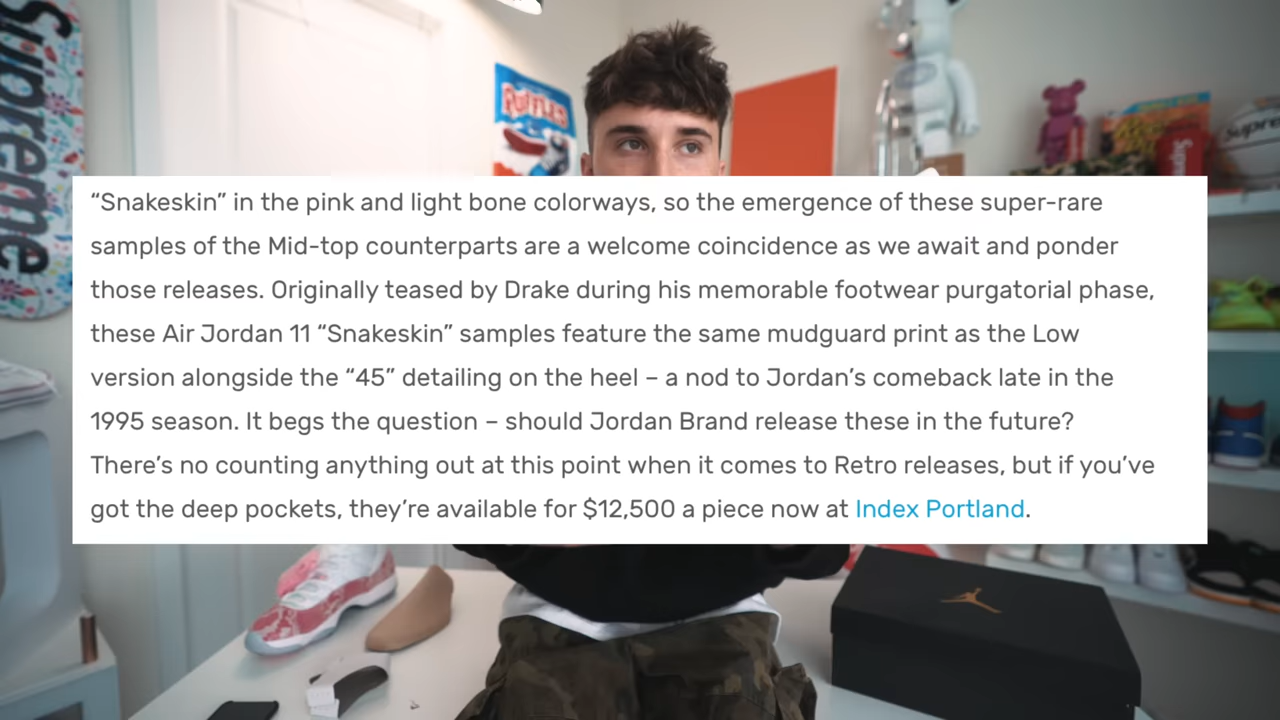 Supreme
RUFFLES
Supreme
Supreme
“Snakeskin” in the pink and light bone colorways, so the emergence of these super-rare
samples of the Mid-top counterparts are a welcome coincidence as we await and ponder
those releases. Originally teased by Drake during his memorable footwear purgatorial phase,
these Air Jordan 11 “Snakeskin” samples feature the same mudguard print as the Low
version alongside the “45” detailing on the heel – a nod to Jordan’s comeback late in the
1995 season. It begs the question – should Jordan Brand release these in the future?
There’s no counting anything out at this point when it comes to Retro releases, but if you’ve
got the deep pockets, they’re available for $12,500 a piece now at Index Portland.